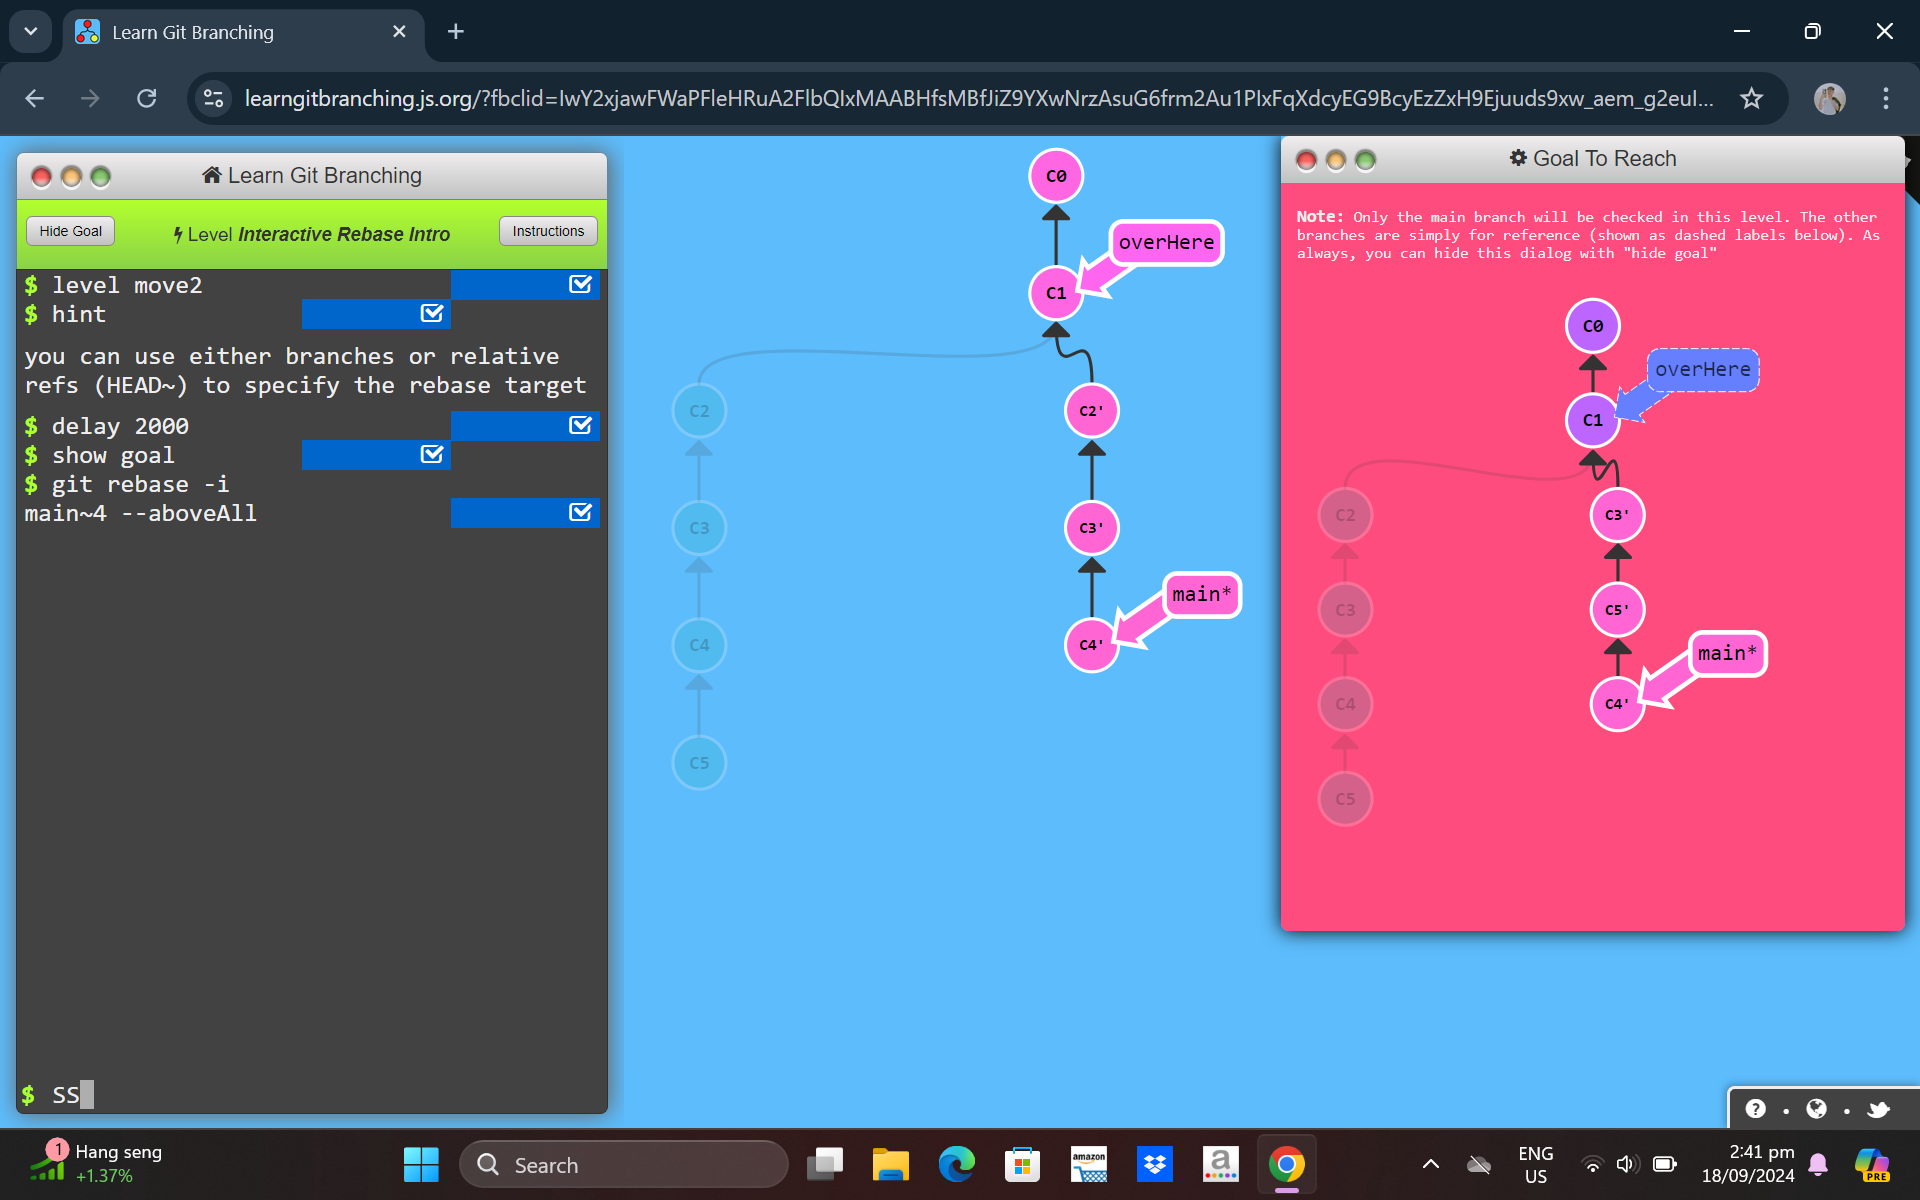 Learn Git Branching
learngitbranching.js.org/?fbclid=IwY2xjawFWaPFleHRuA2FlbQIxMAABHfsMBfJiZ9YXwNrzAsuG6frm2Au1PIxFqXdcyEG9BcyEzZxH9Ejuuds9xw_aem_g2euI...
Learn Git Branching
Hide Goal
Level Interactive Rebase Intro
Instructions
$ level move2
$ hint
you can use either branches or relative
refs (HEAD~) to specify the rebase target
$ delay 2000
$ show goal
$ git rebase -i
main~4 --aboveAll
$ SS
C0
overHere
C1
C2
C2'
C3
C3'
main*
C4
C4'
C5
Goal To Reach
Note: Only the main branch will be checked in this level. The other
branches are simply for reference (shown as dashed labels below). As
always, you can hide this dialog with "hide goal"
C0
overHere
C1
C2
C3'
C3
C5'
main*
C4
C4'
C5
1
Hang seng
+1.37%
Search
amazon
a
ENG
US
2:41 pm
18/09/2024
PRE